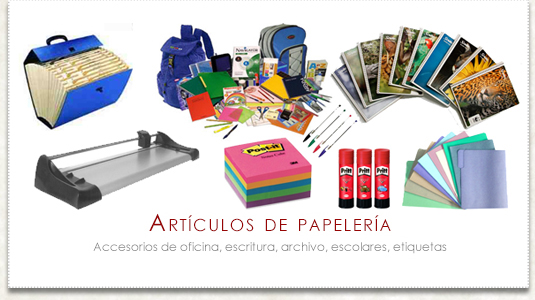 Post-it
Pritt
Pritt
Pritt
ARTÍCULOS DE PAPELERÍA
Accesorios de oficina, escritura, archivo, escolares, etiquetas